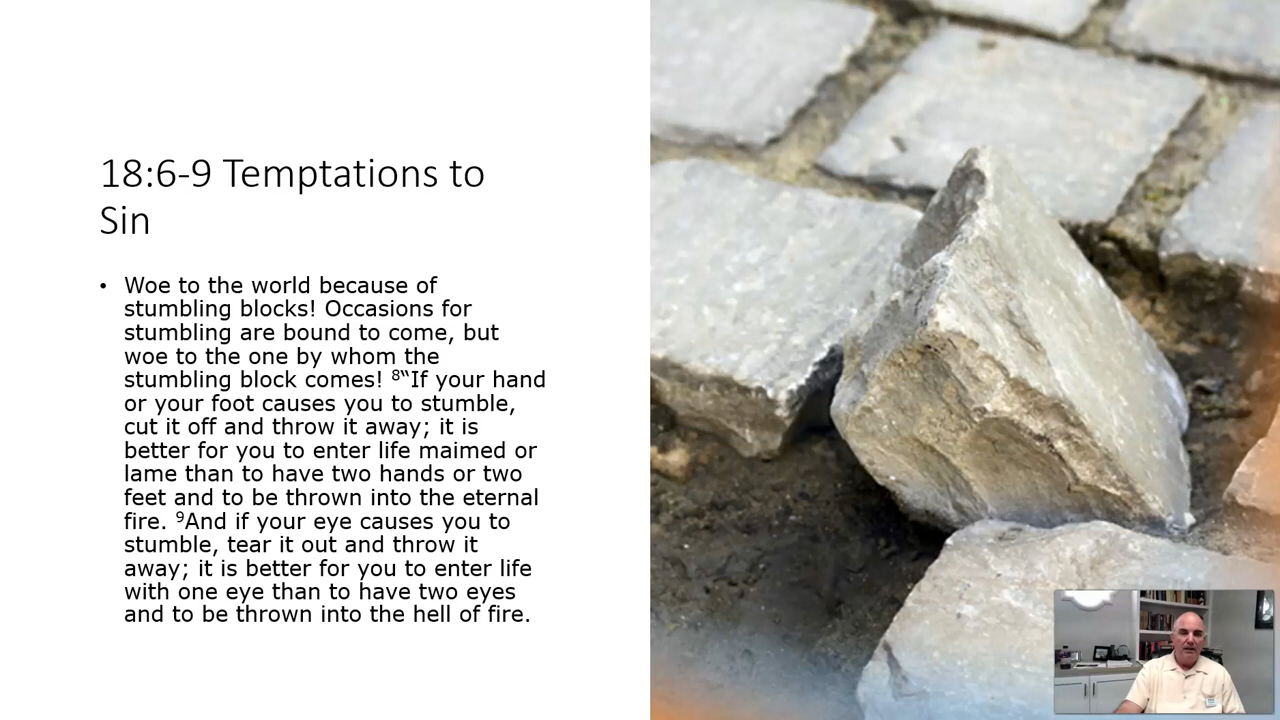 18:6-9 Temptations to
Sin
• Woe to the world because of
stumbling blocks! Occasions for
stumbling are bound to come, but
woe to the one by whom the
stumbling block comes! ⁸“If your hand
or your foot causes you to stumble,
cut it off and throw it away; it is
better for you to enter life maimed or
lame than to have two hands or two
feet and to be thrown into the eternal
fire. ⁹And if your eye causes you to
stumble, tear it out and throw it
away; it is better for you to enter life
with one eye than to have two eyes
and to be thrown into the hell of fire.